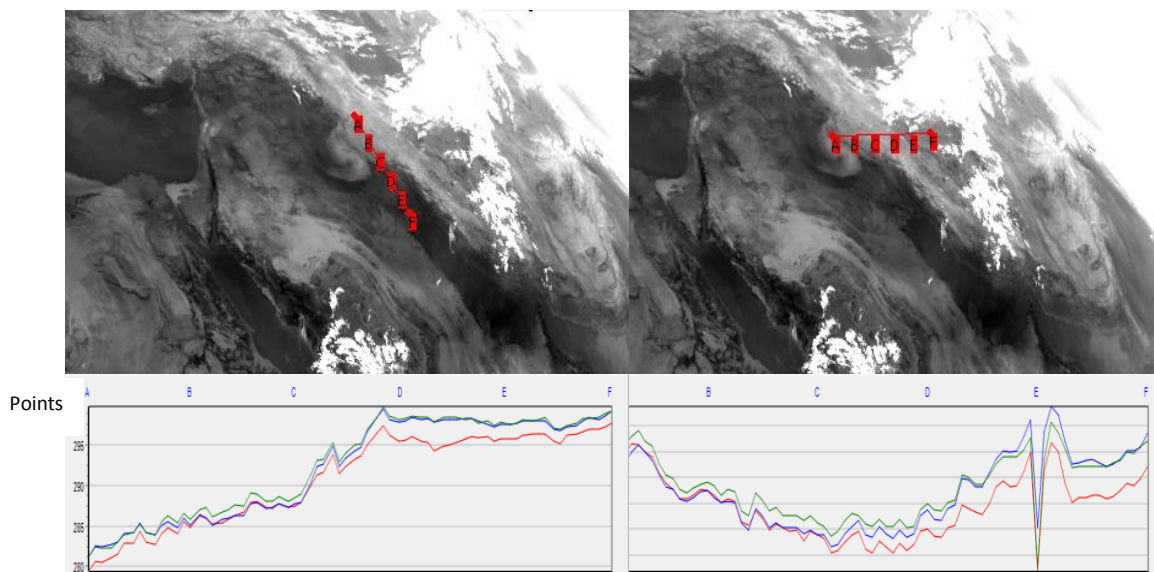 A
B
C
D
E
F
A B C D E F
Points
A B C D E F
B C D E F
295
290
285
280